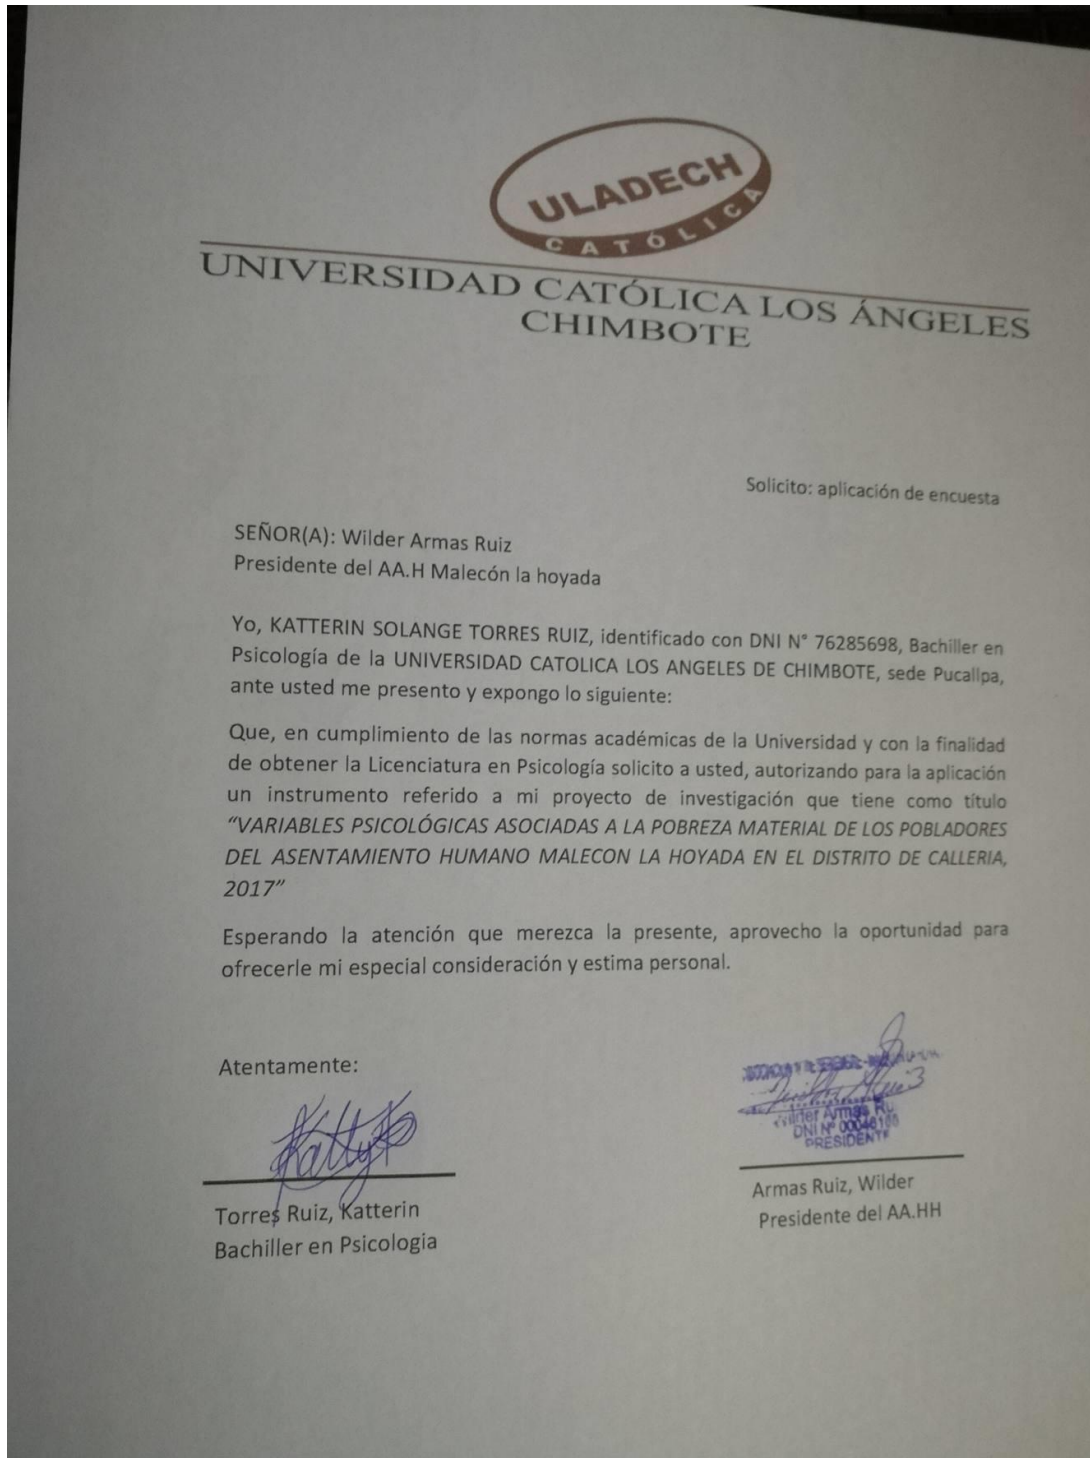 ULADECH
CATÓLICA
UNIVERSIDAD CATÓLICA LOS ÁNGELES
CHIMBOTE
Solicito: aplicación de encuesta
SEÑOR(A): Wilder Armas Ruiz
Presidente del AA.H Malecón la hoyada
Yo, KATTERIN SOLANGE TORRES RUIZ, identificado con DNI N° 76285698, Bachiller en
Psicología de la UNIVERSIDAD CATOLICA LOS ANGELES DE CHIMBOTE, sede Pucallpa,
ante usted me presento y expongo lo siguiente:
Que, en cumplimiento de las normas académicas de la Universidad y con la finalidad
de obtener la Licenciatura en Psicología solicito a usted, autorizando para la aplicación
un instrumento referido a mi proyecto de investigación que tiene como título
“VARIABLES PSICOLÓGICAS ASOCIADAS A LA POBREZA MATERIAL DE LOS POBLADORES
DEL ASENTAMIENTO HUMANO MALECON LA HOYADA EN EL DISTRITO DE CALLERIA,
2017”
Esperando la atención que merezca la presente, aprovecho la oportunidad para
ofrecerle mi especial consideración y estima personal.
Atentamente:
Armas
DNI N°
PRESIDENTE
Torres Ruiz, Katterin
Bachiller en Psicologia
Armas Ruiz, Wilder
Presidente del AA.HH